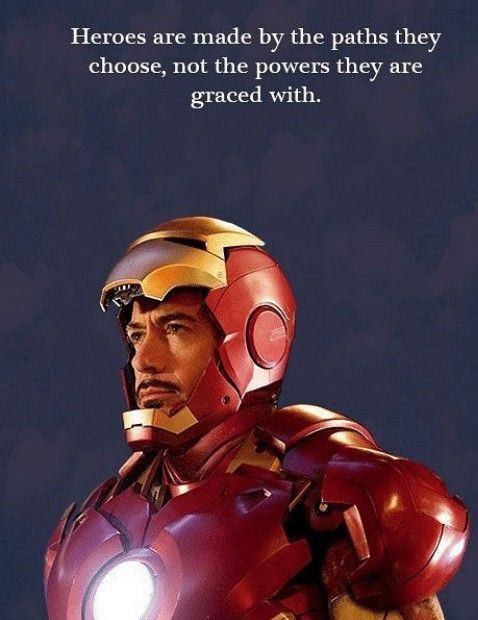 Heroes are made by the paths they
choose, not the powers they are
graced with.